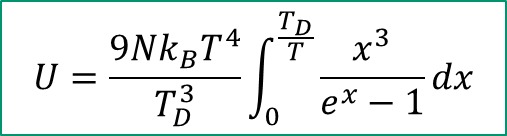 U = \frac{9Nk_BT^4}{T_D^3} \int_0^{\frac{T_D}{T}} \frac{x^3}{e^x - 1} dx